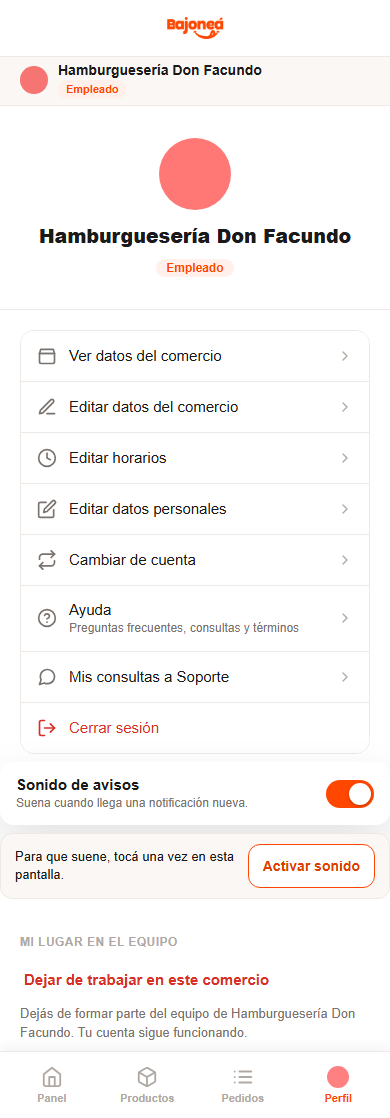 Bajoneá
Hamburguesería Don Facundo
Empleado
Hamburguesería Don Facundo
Empleado
Ver datos del comercio
Editar datos del comercio
Editar horarios
Editar datos personales
Cambiar de cuenta
Ayuda
Preguntas frecuentes, consultas y términos
Mis consultas a Soporte
Cerrar sesión
Sonido de avisos
Suena cuando llega una notificación nueva.
Para que suene, tocá una vez en esta
pantalla.
Activar sonido
MI LUGAR EN EL EQUIPO
Dejar de trabajar en este comercio
Dejás de formar parte del equipo de Hamburguesería Don
Facundo. Tu cuenta sigue funcionando.
Panel
Productos
Pedidos
Perfil